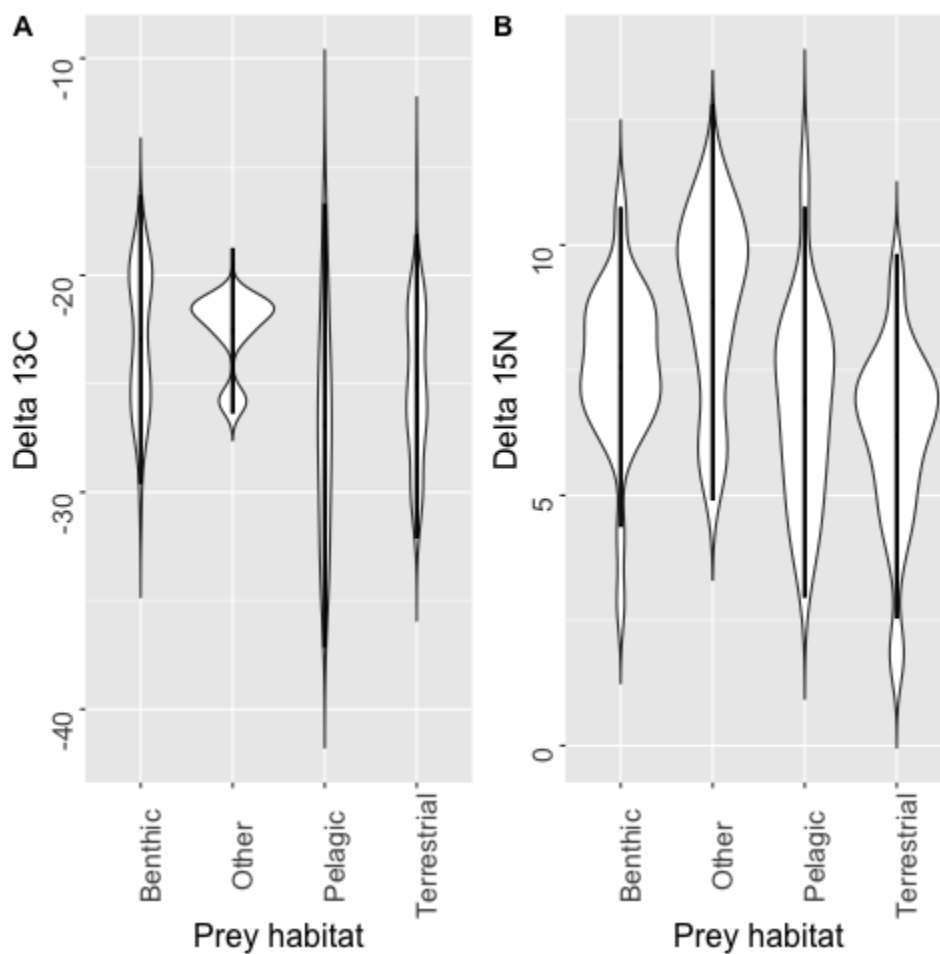 A
Delta 13C
-10
-20
-30
-40
Benthic
Other
Pelagic
Terrestrial
Prey habitat
B
Delta 15N
10
5
0
Benthic
Other
Pelagic
Terrestrial
Prey habitat